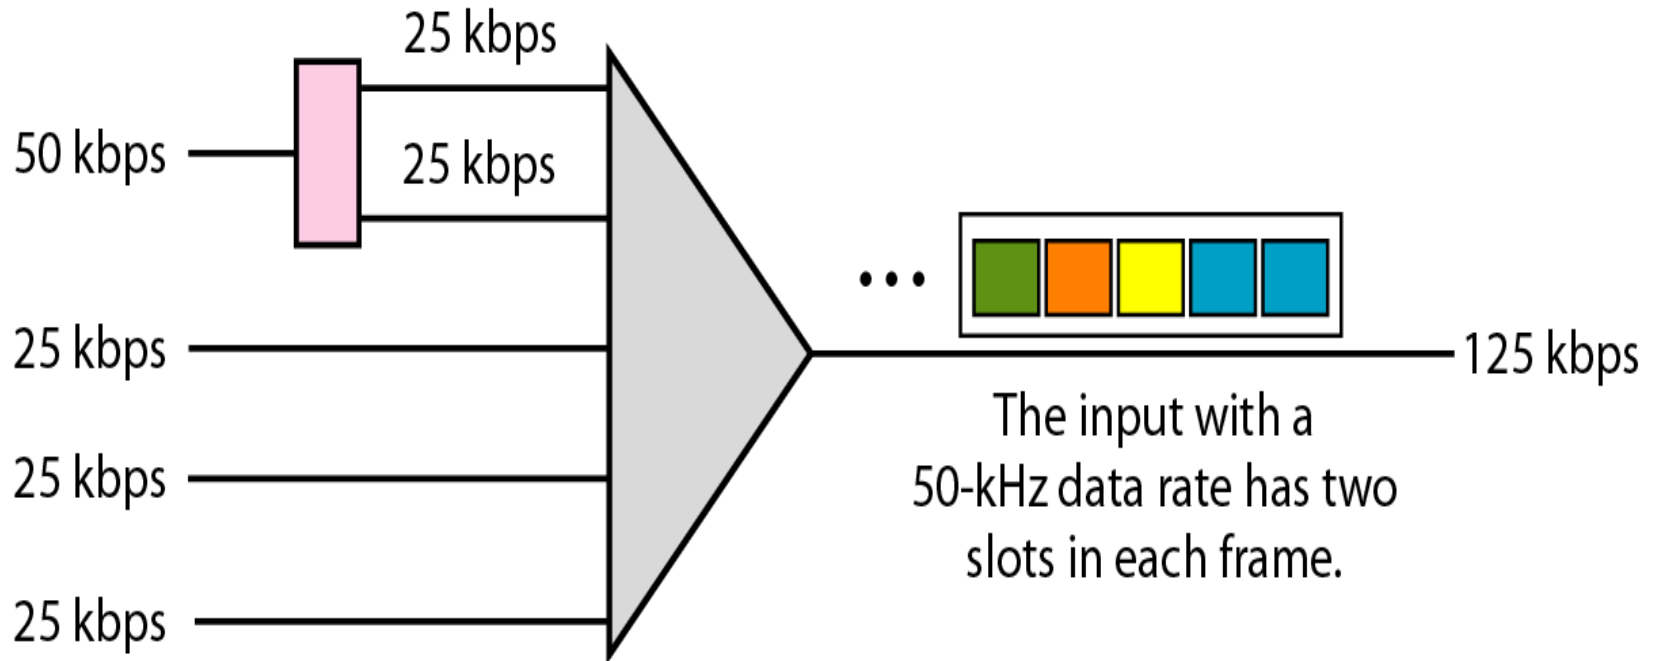 25 kbps
50 kbps
25 kbps
25 kbps
125 kbps
The input with a
50-kHz data rate has two
slots in each frame.
25 kbps
25 kbps